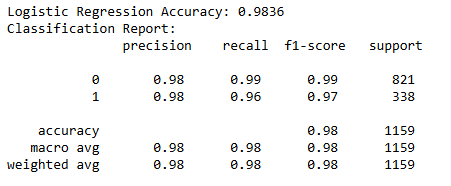 Logistic Regression Accuracy: 0.9836
Classification Report:
precision recall f1-score support
0 0.98 0.99 0.99 821
1 0.98 0.96 0.97 338
accuracy 0.98 1159
macro avg 0.98 0.98 0.98 1159
weighted avg 0.98 0.98 0.98 1159